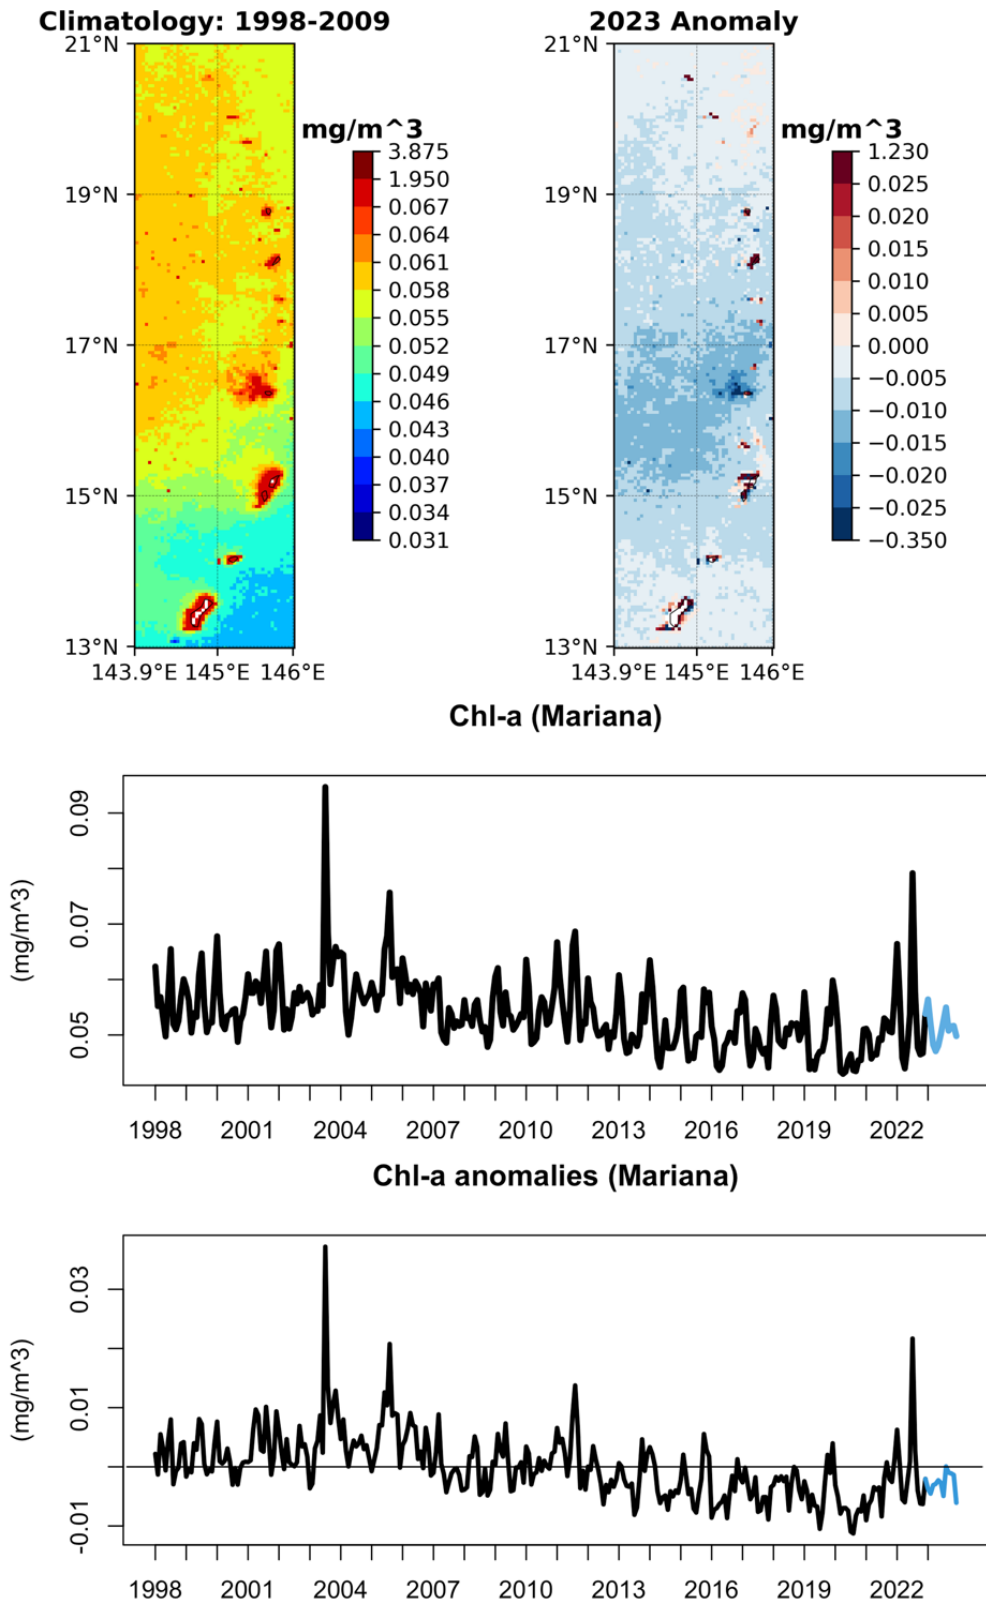 Climatology: 1998-2009
21°N
19°N
17°N
15°N
13°N
143.9°E 145°E 146°E
mg/m^3
3.875
1.950
0.067
0.064
0.061
0.058
0.055
0.052
0.049
0.046
0.043
0.040
0.037
0.034
0.031
2023 Anomaly
21°N
19°N
17°N
15°N
13°N
143.9°E 145°E 146°E
mg/m^3
1.230
0.025
0.020
0.015
0.010
0.005
0.000
−0.005
−0.010
−0.015
−0.020
−0.025
−0.350
Chl-a (Mariana)
(mg/m^3)
0.09
0.07
0.05
1998 2001 2004 2007 2010 2013 2016 2019 2022
Chl-a anomalies (Mariana)
(mg/m^3)
0.03
0.01
-0.01
1998 2001 2004 2007 2010 2013 2016 2019 2022